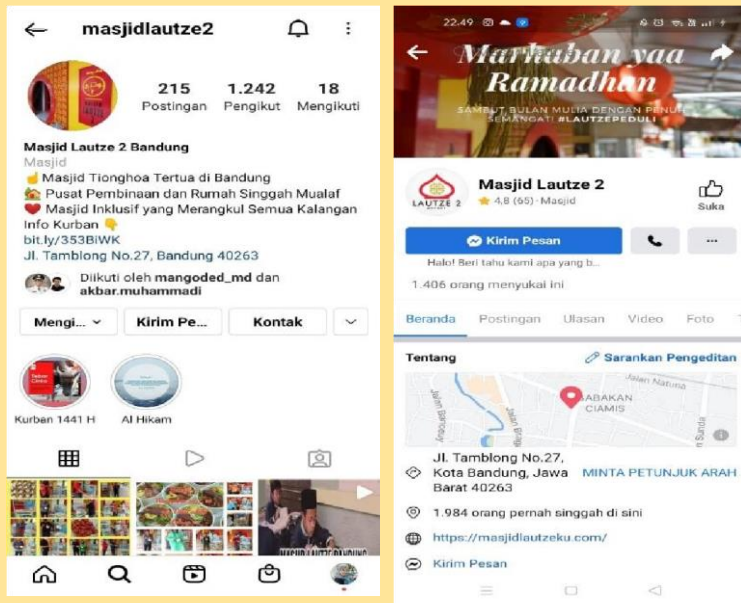 masjidlautze2
215
1.242
18
Postingan
Pengikut
Mengikuti
Masjid Lautze 2 Bandung
Masjid
☝Masjid Tionghoa Tertua di Bandung
🏡 Pusat Pembinaan dan Rumah Singgah Mualaf
❤ Masjid Inklusif yang Merangkul Semua Kalangan
Info Kurban 👇
bit.ly/353BiWK
Jl. Tamblong No.27, Bandung 40263
Diikuti oleh mangoded_md dan
akbar.muhammadi
Mengi...
Kirim Pe...
Kontak
Kurban 1441 H
Al Hikam
MASJID LAUTZE BANDUNG
22.49
Marhaban yaa
Ramadhan
SAMBUT BULAN MULIA DENGAN PENUH
SEMANGAT! #LAUTZEPEDULI
LAUTZE 2
Masjid Lautze 2
4,8 (65) · Masjid
Suka
Kirim Pesan
Halo! Beri tahu kami apa yang b...
1.406 orang menyukai ini
Beranda
Postingan
Ulasan
Video
Foto
Tentang
Sarankan Pengeditan
Jalan Natuna
BABAKAN
CIAMIS
Jl. Tamblong No.27,
Kota Bandung, Jawa
Barat 40263
MINTA PETUNJUK ARAH
1.984 orang pernah singgah di sini
https://masjidlautzeku.com/
Kirim Pesan